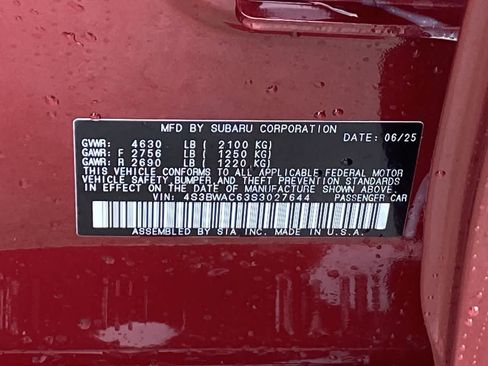 MFD BY SUBARU CORPORATION DATE: 06/25
GVWR: 4630 LB ( 2100 KG)
GAWR: F 2756 LB ( 1250 KG)
GAWR: R 2690 LB ( 1220 KG)
THIS VEHICLE CONFORMS TO ALL APPLICABLE FEDERAL MOTOR
VEHICLE SAFETY, BUMPER, AND THEFT PREVENTION STANDARDS
IN EFFECT ON THE DATE OF MANUFACTURE SHOWN ABOVE.
VIN: 4S3BWAC63S3027644 PASSENGER CAR
ASSEMBLED BY SIA INC. MADE IN U.S.A.